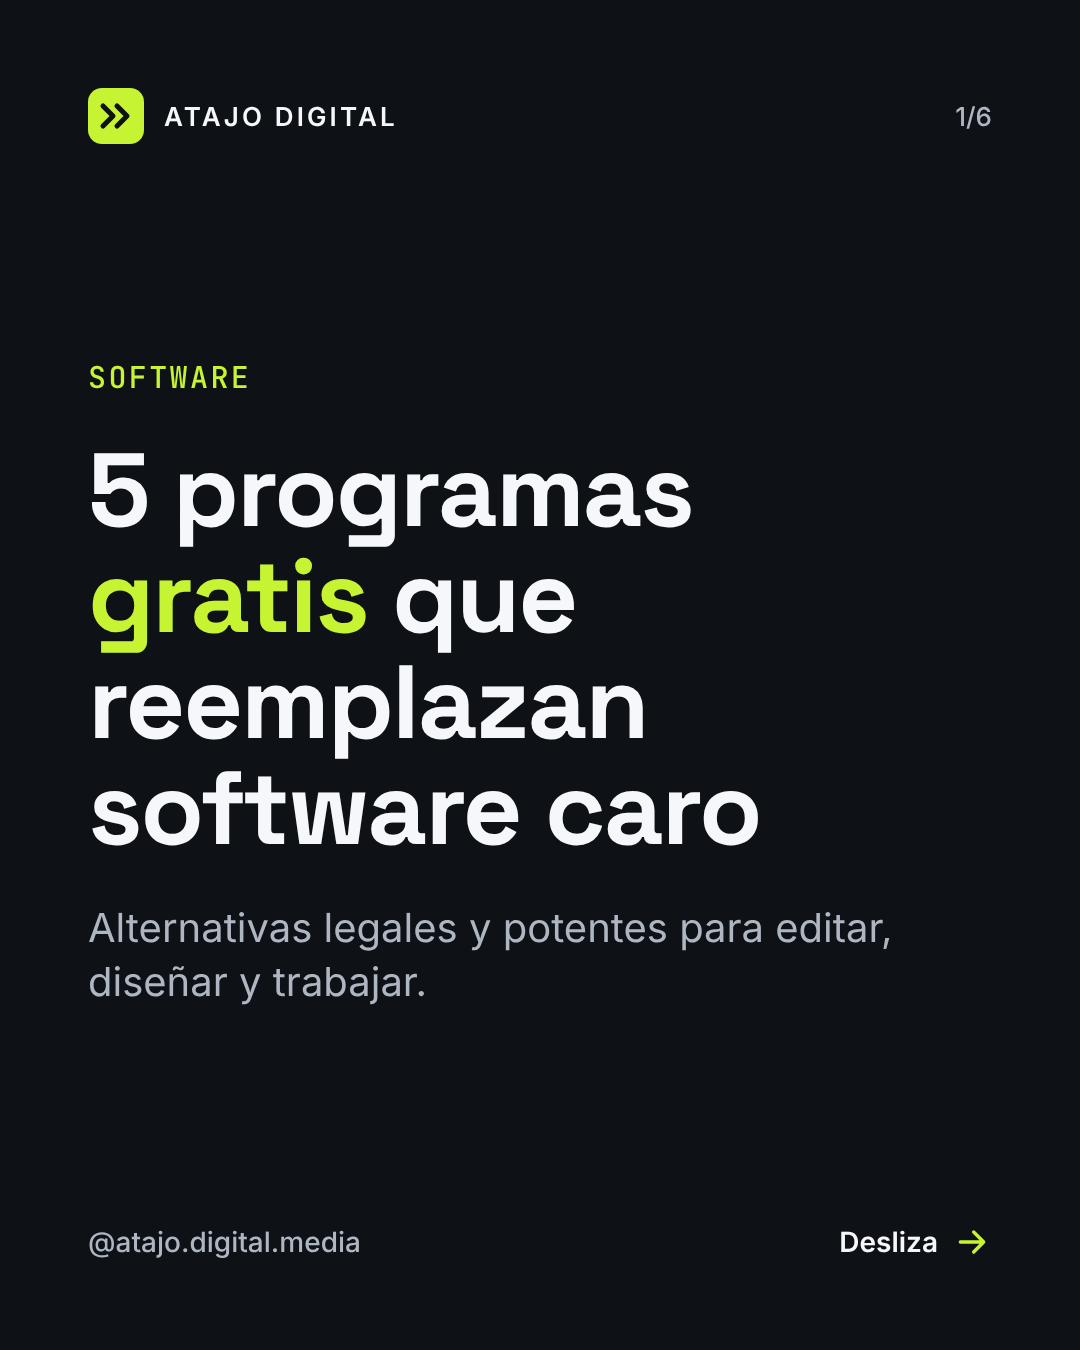 ATAJO DIGITAL
1/6
SOFTWARE
5 programas
gratis que
reemplazan
software caro
Alternativas legales y potentes para editar,
diseñar y trabajar.
@atajo.digital.media
Desliza →